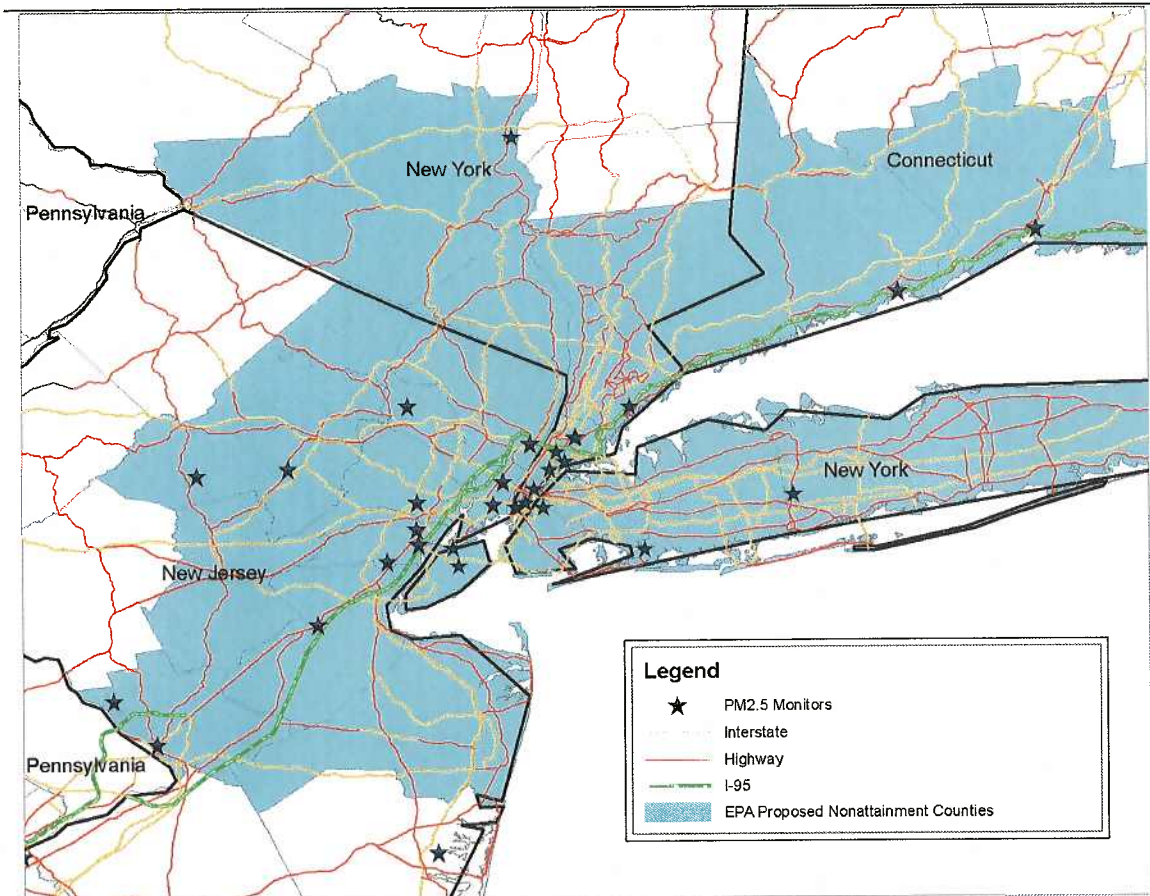 New York
Connecticut
Pennsylvania
New York
New Jersey
Pennsylvania
Legend
PM2.5 Monitors
Interstate
Highway
I-95
EPA Proposed Nonattainment Counties